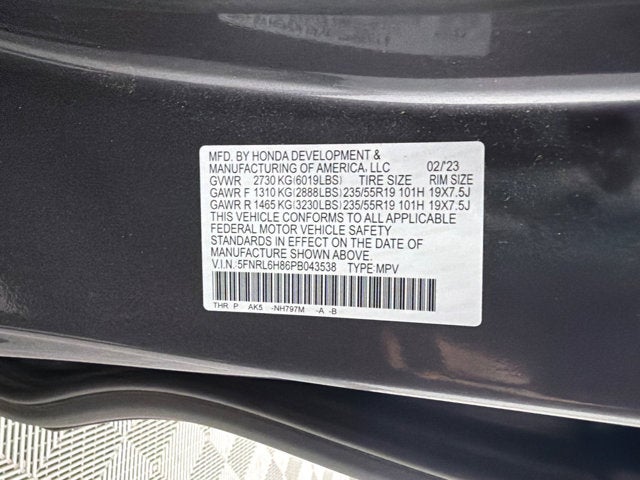 MFD. BY HONDA DEVELOPMENT &
MANUFACTURING OF AMERICA, LLC 02/'23
GVWR 2730 KG(6019LBS) TIRE SIZE RIM SIZE
GAWR F 1310 KG(2888LBS) 235/55R19 101H 19X7.5J
GAWR R 1465 KG(3230LBS) 235/55R19 101H 19X7.5J
THIS VEHICLE CONFORMS TO ALL APPLICABLE
FEDERAL MOTOR VEHICLE SAFETY
STANDARDS IN EFFECT ON THE DATE OF
MANUFACTURE SHOWN ABOVE.
V.I.N. 5FNRL6H86PB043538 TYPE:MPV
THR P AK5 -NH797M -A -B